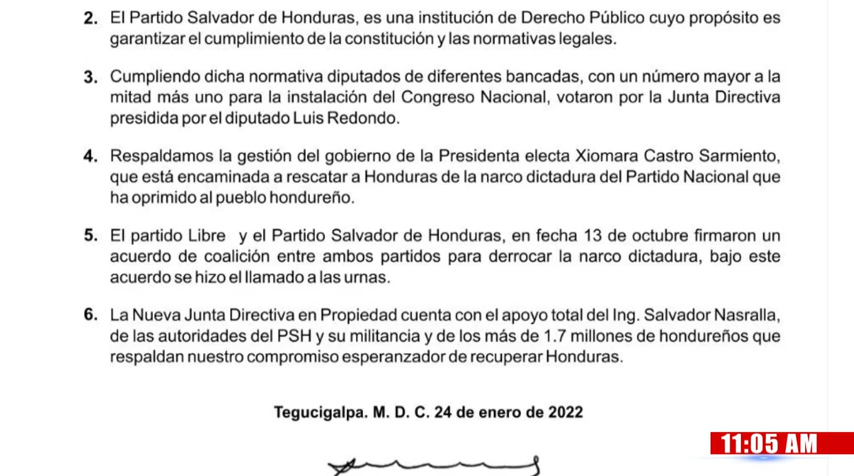 2. El Partido Salvador de Honduras, es una institución de Derecho Público cuyo propósito es
garantizar el cumplimiento de la constitución y las normativas legales.
3. Cumpliendo dicha normativa diputados de diferentes bancadas, con un número mayor a la
mitad más uno para la instalación del Congreso Nacional, votaron por la Junta Directiva
presidida por el diputado Luis Redondo.
4. Respaldamos la gestión del gobierno de la Presidenta electa Xiomara Castro Sarmiento,
que está encaminada a rescatar a Honduras de la narco dictadura del Partido Nacional que
ha oprimido al pueblo hondureño.
5. El partido Libre y el Partido Salvador de Honduras, en fecha 13 de octubre firmaron un
acuerdo de coalición entre ambos partidos para derrocar la narco dictadura, bajo este
acuerdo se hizo el llamado a las urnas.
6. La Nueva Junta Directiva en Propiedad cuenta con el apoyo total del Ing. Salvador Nasralla,
de las autoridades del PSH y su militancia y de los más de 1.7 millones de hondureños que
respaldan nuestro compromiso esperanzador de recuperar Honduras.
Tegucigalpa. M. D. C. 24 de enero de 2022
11:05 AM